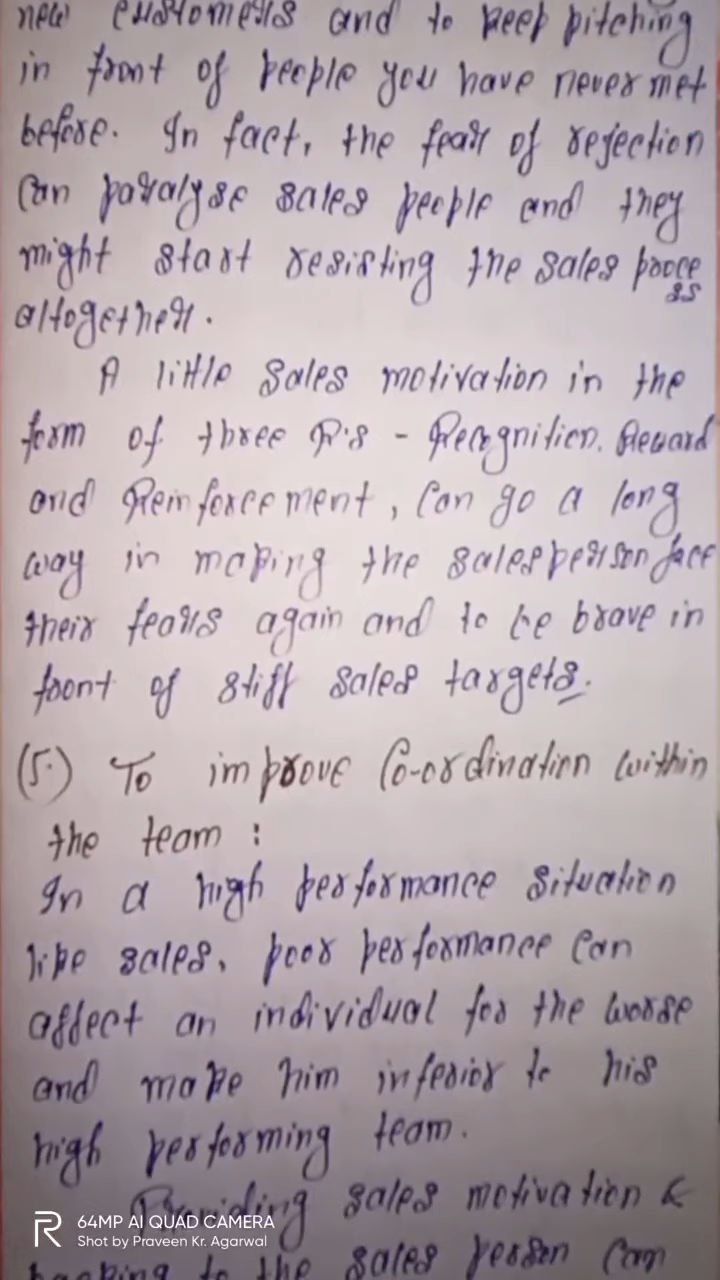 new customers and to keep pitching
in front of people you have never met
before. In fact, the fear of rejection
can paralyse sales people and they
might start resisting the sales proce
ss
altogether.
A little sales motivation in the
form of three R's - Recognition. Reward
and Reinforcement, can go a long
way in making the salesperson face
their fears again and to be brave in
front of stiff sales targets.
(5.) To improve Co-ordination within
the team :
In a high performance situation
like sales, poor performance can
affect an individual for the worse
and make him inferior to his
high performing team.
Providing sales motivation &
backing to the sales person can
64MP AI QUAD CAMERA
Shot by Praveen Kr. Agarwal